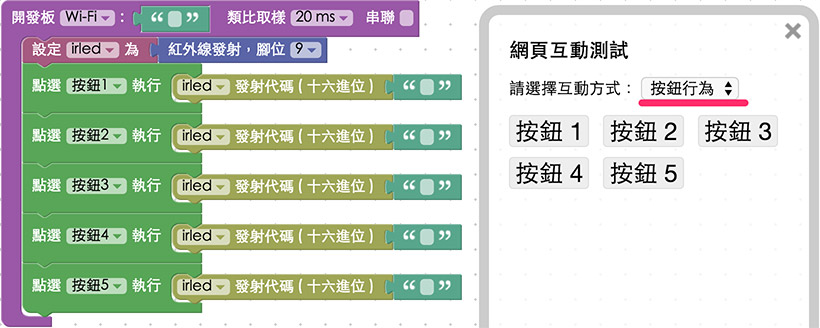 開發板 Wi-Fi : “ ” 類比取樣 20 ms 串聯
設定 irled 為 紅外線發射,腳位 9
點選 按鈕1 執行 irled 發射代碼 ( 十六進位 ) “ ”
點選 按鈕2 執行 irled 發射代碼 ( 十六進位 ) “ ”
點選 按鈕3 執行 irled 發射代碼 ( 十六進位 ) “ ”
點選 按鈕4 執行 irled 發射代碼 ( 十六進位 ) “ ”
點選 按鈕5 執行 irled 發射代碼 ( 十六進位 ) “ ”
網頁互動測試
請選擇互動方式: 按鈕行為
按鈕 1 按鈕 2 按鈕 3
按鈕 4 按鈕 5